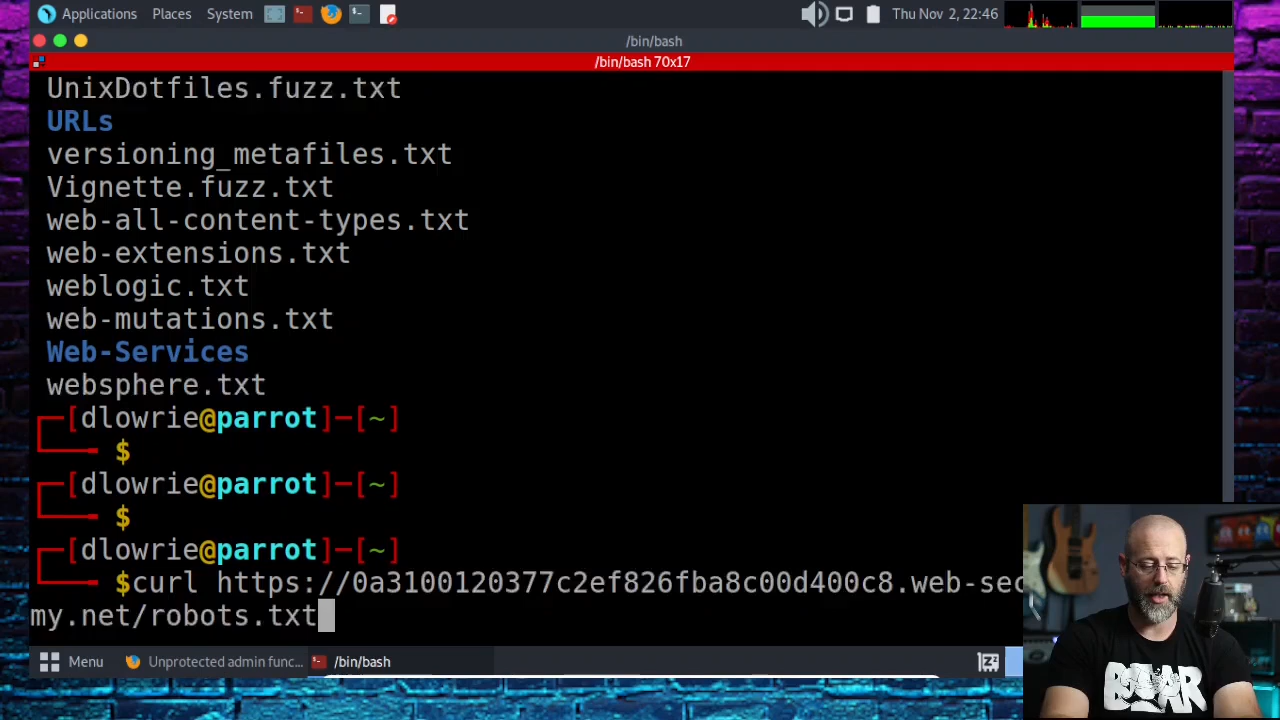 Applications Places System
Thu Nov 2, 22:46
/bin/bash
/bin/bash 70x17
UnixDotfiles.fuzz.txt
URLs
versioning_metafiles.txt
Vignette.fuzz.txt
web-all-content-types.txt
web-extensions.txt
weblogic.txt
web-mutations.txt
Web-Services
websphere.txt
┌─[dlowrie@parrot]─[~]
└──╼ $
┌─[dlowrie@parrot]─[~]
└──╼ $
┌─[dlowrie@parrot]─[~]
└──╼ $curl https://0a3100120377c2ef826fba8c00d400c8.web-sec
my.net/robots.txt
Menu Unprotected admin func... /bin/bash